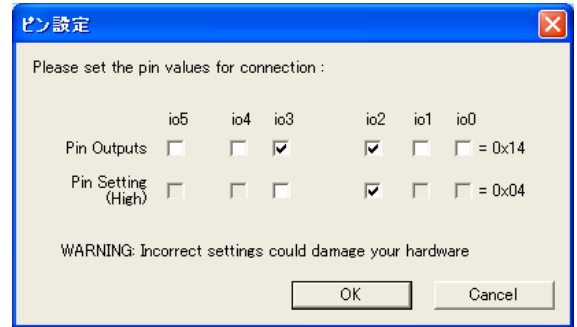 ピン設定
Please set the pin values for connection :
io5 io4 io3 io2 io1 io0
Pin Outputs = 0x14
Pin Setting
(High) = 0x04
WARNING: Incorrect settings could damage your hardware
OK Cancel